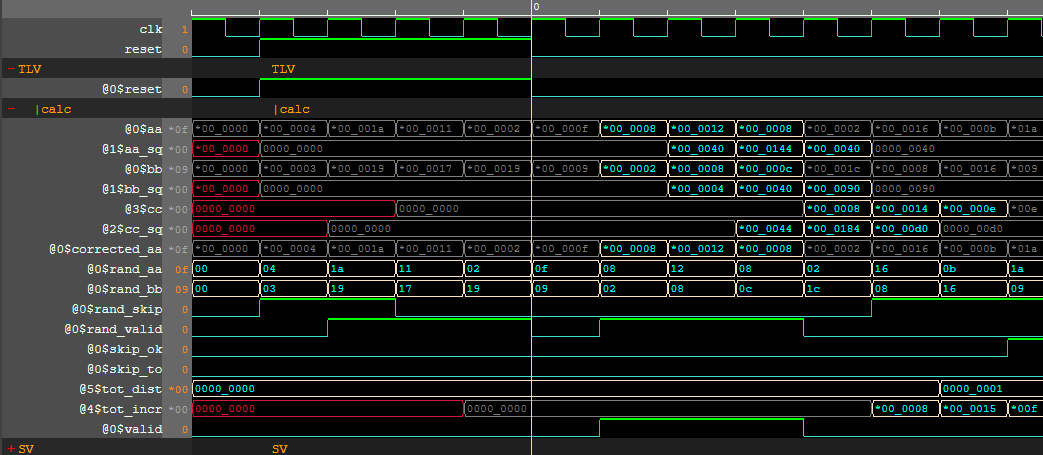 0
clk 1
reset 0
- TLV TLV
@0$reset 0
- |calc |calc
@0$aa *0f *00_0000 *00_0004 *00_001a *00_0011 *00_0002 *00_000f *00_0008 *00_0012 *00_0008 *00_0002 *00_0016 *00_000b *01a
@1$aa_sq *00 *00_0000 0000_0000 *00_0040 *00_0144 *00_0040 0000_0040
@0$bb *09 *00_0000 *00_0003 *00_0019 *00_0017 *00_0019 *00_0009 *00_0002 *00_0008 *00_000c *00_001c *00_0008 *00_0016 *009
@1$bb_sq *00 *00_0000 0000_0000 *00_0004 *00_0040 *00_0090 0000_0090
@3$cc *00 0000_0000 0000_0000 *00_0008 *00_0014 *00_000e *00e
@2$cc_sq *00 0000_0000 0000_0000 *00_0044 *00_0184 *00_00d0 0000_00d0
@0$corrected_aa *0f *00_0000 *00_0004 *00_001a *00_0011 *00_0002 *00_000f *00_0008 *00_0012 *00_0008 *00_0002 *00_0016 *00_000b *01a
@0$rand_aa 0f 00 04 1a 11 02 0f 08 12 08 02 16 0b 1a
@0$rand_bb 09 00 03 19 17 19 09 02 08 0c 1c 08 16 09
@0$rand_skip 0
@0$rand_valid 0
@0$skip_ok 0
@0$skip_to 0
@5$tot_dist *00 0000_0000 0000_0001
@4$tot_incr *00 0000_0000 0000_0000 *00_0008 *00_0015 *00f
@0$valid 0
+ SV SV